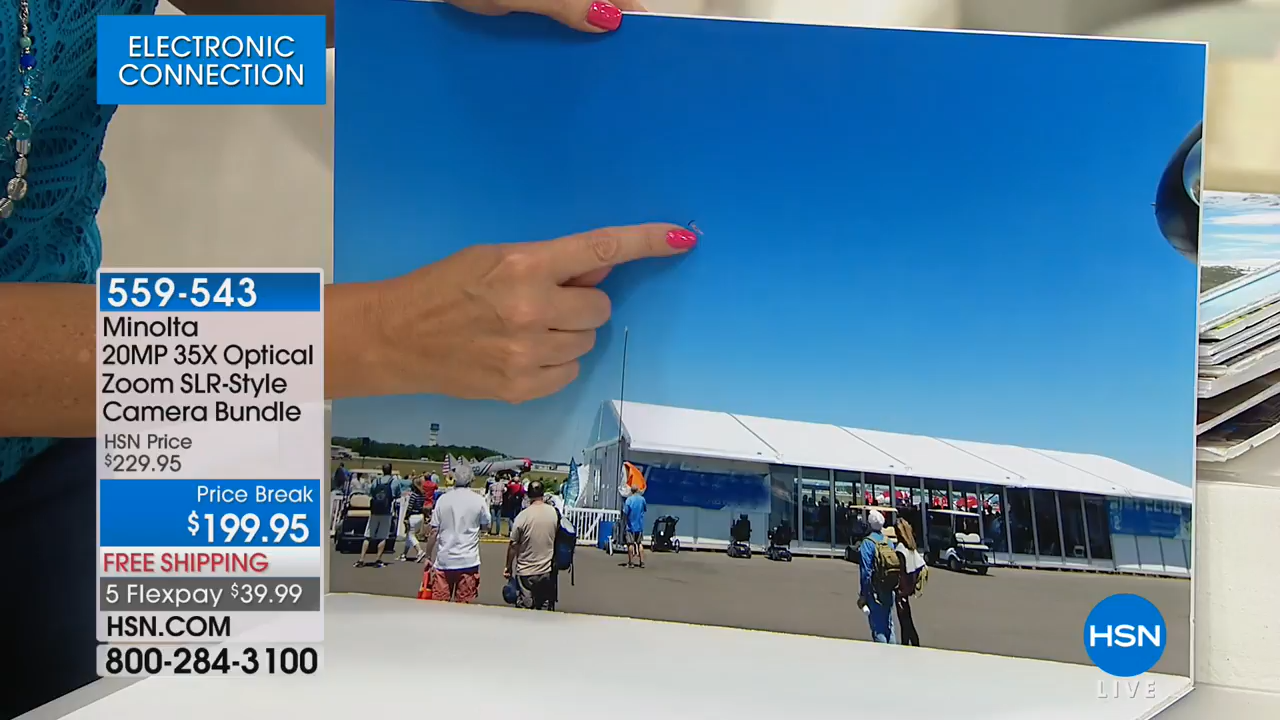 ELECTRONIC
CONNECTION
559-543
Minolta
20MP 35X Optical
Zoom SLR-Style
Camera Bundle
HSN Price
$229.95
Price Break
$199.95
FREE SHIPPING
5 Flexpay $39.99
HSN.COM
800-284-3100
HSN
LIVE